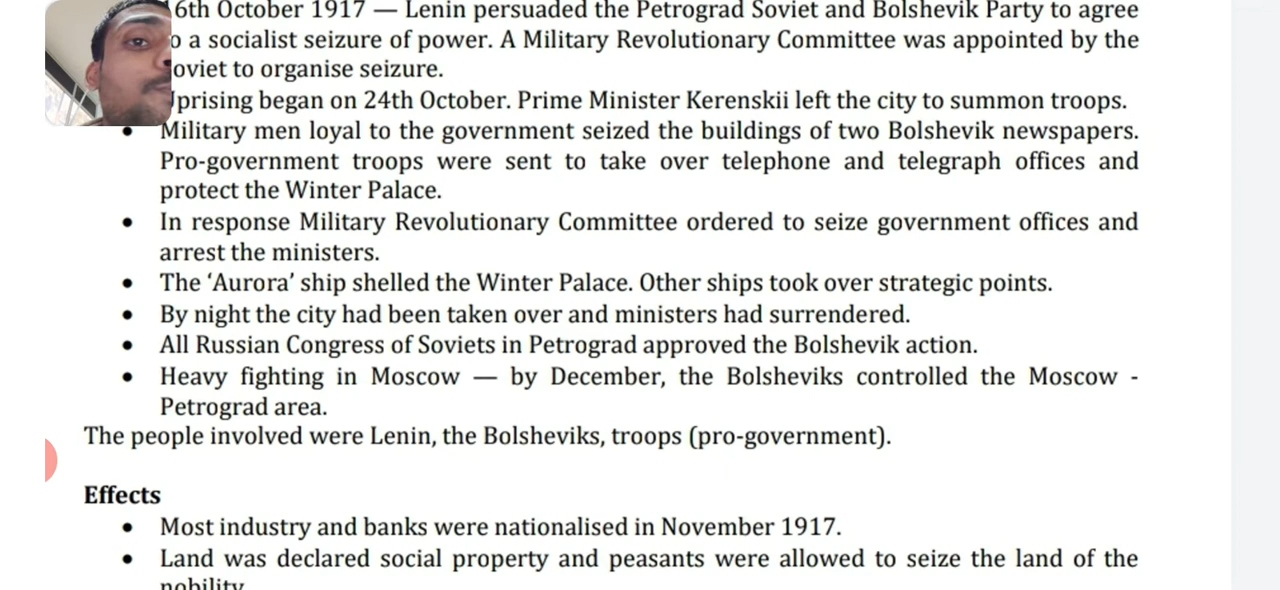 6th October 1917 — Lenin persuaded the Petrograd Soviet and Bolshevik Party to agree
o a socialist seizure of power. A Military Revolutionary Committee was appointed by the
oviet to organise seizure.
prising began on 24th October. Prime Minister Kerenskii left the city to summon troops.
• Military men loyal to the government seized the buildings of two Bolshevik newspapers.
Pro-government troops were sent to take over telephone and telegraph offices and
protect the Winter Palace.
• In response Military Revolutionary Committee ordered to seize government offices and
arrest the ministers.
• The ‘Aurora’ ship shelled the Winter Palace. Other ships took over strategic points.
• By night the city had been taken over and ministers had surrendered.
• All Russian Congress of Soviets in Petrograd approved the Bolshevik action.
• Heavy fighting in Moscow — by December, the Bolsheviks controlled the Moscow -
Petrograd area.
The people involved were Lenin, the Bolsheviks, troops (pro-government).
Effects
• Most industry and banks were nationalised in November 1917.
• Land was declared social property and peasants were allowed to seize the land of the
nobility